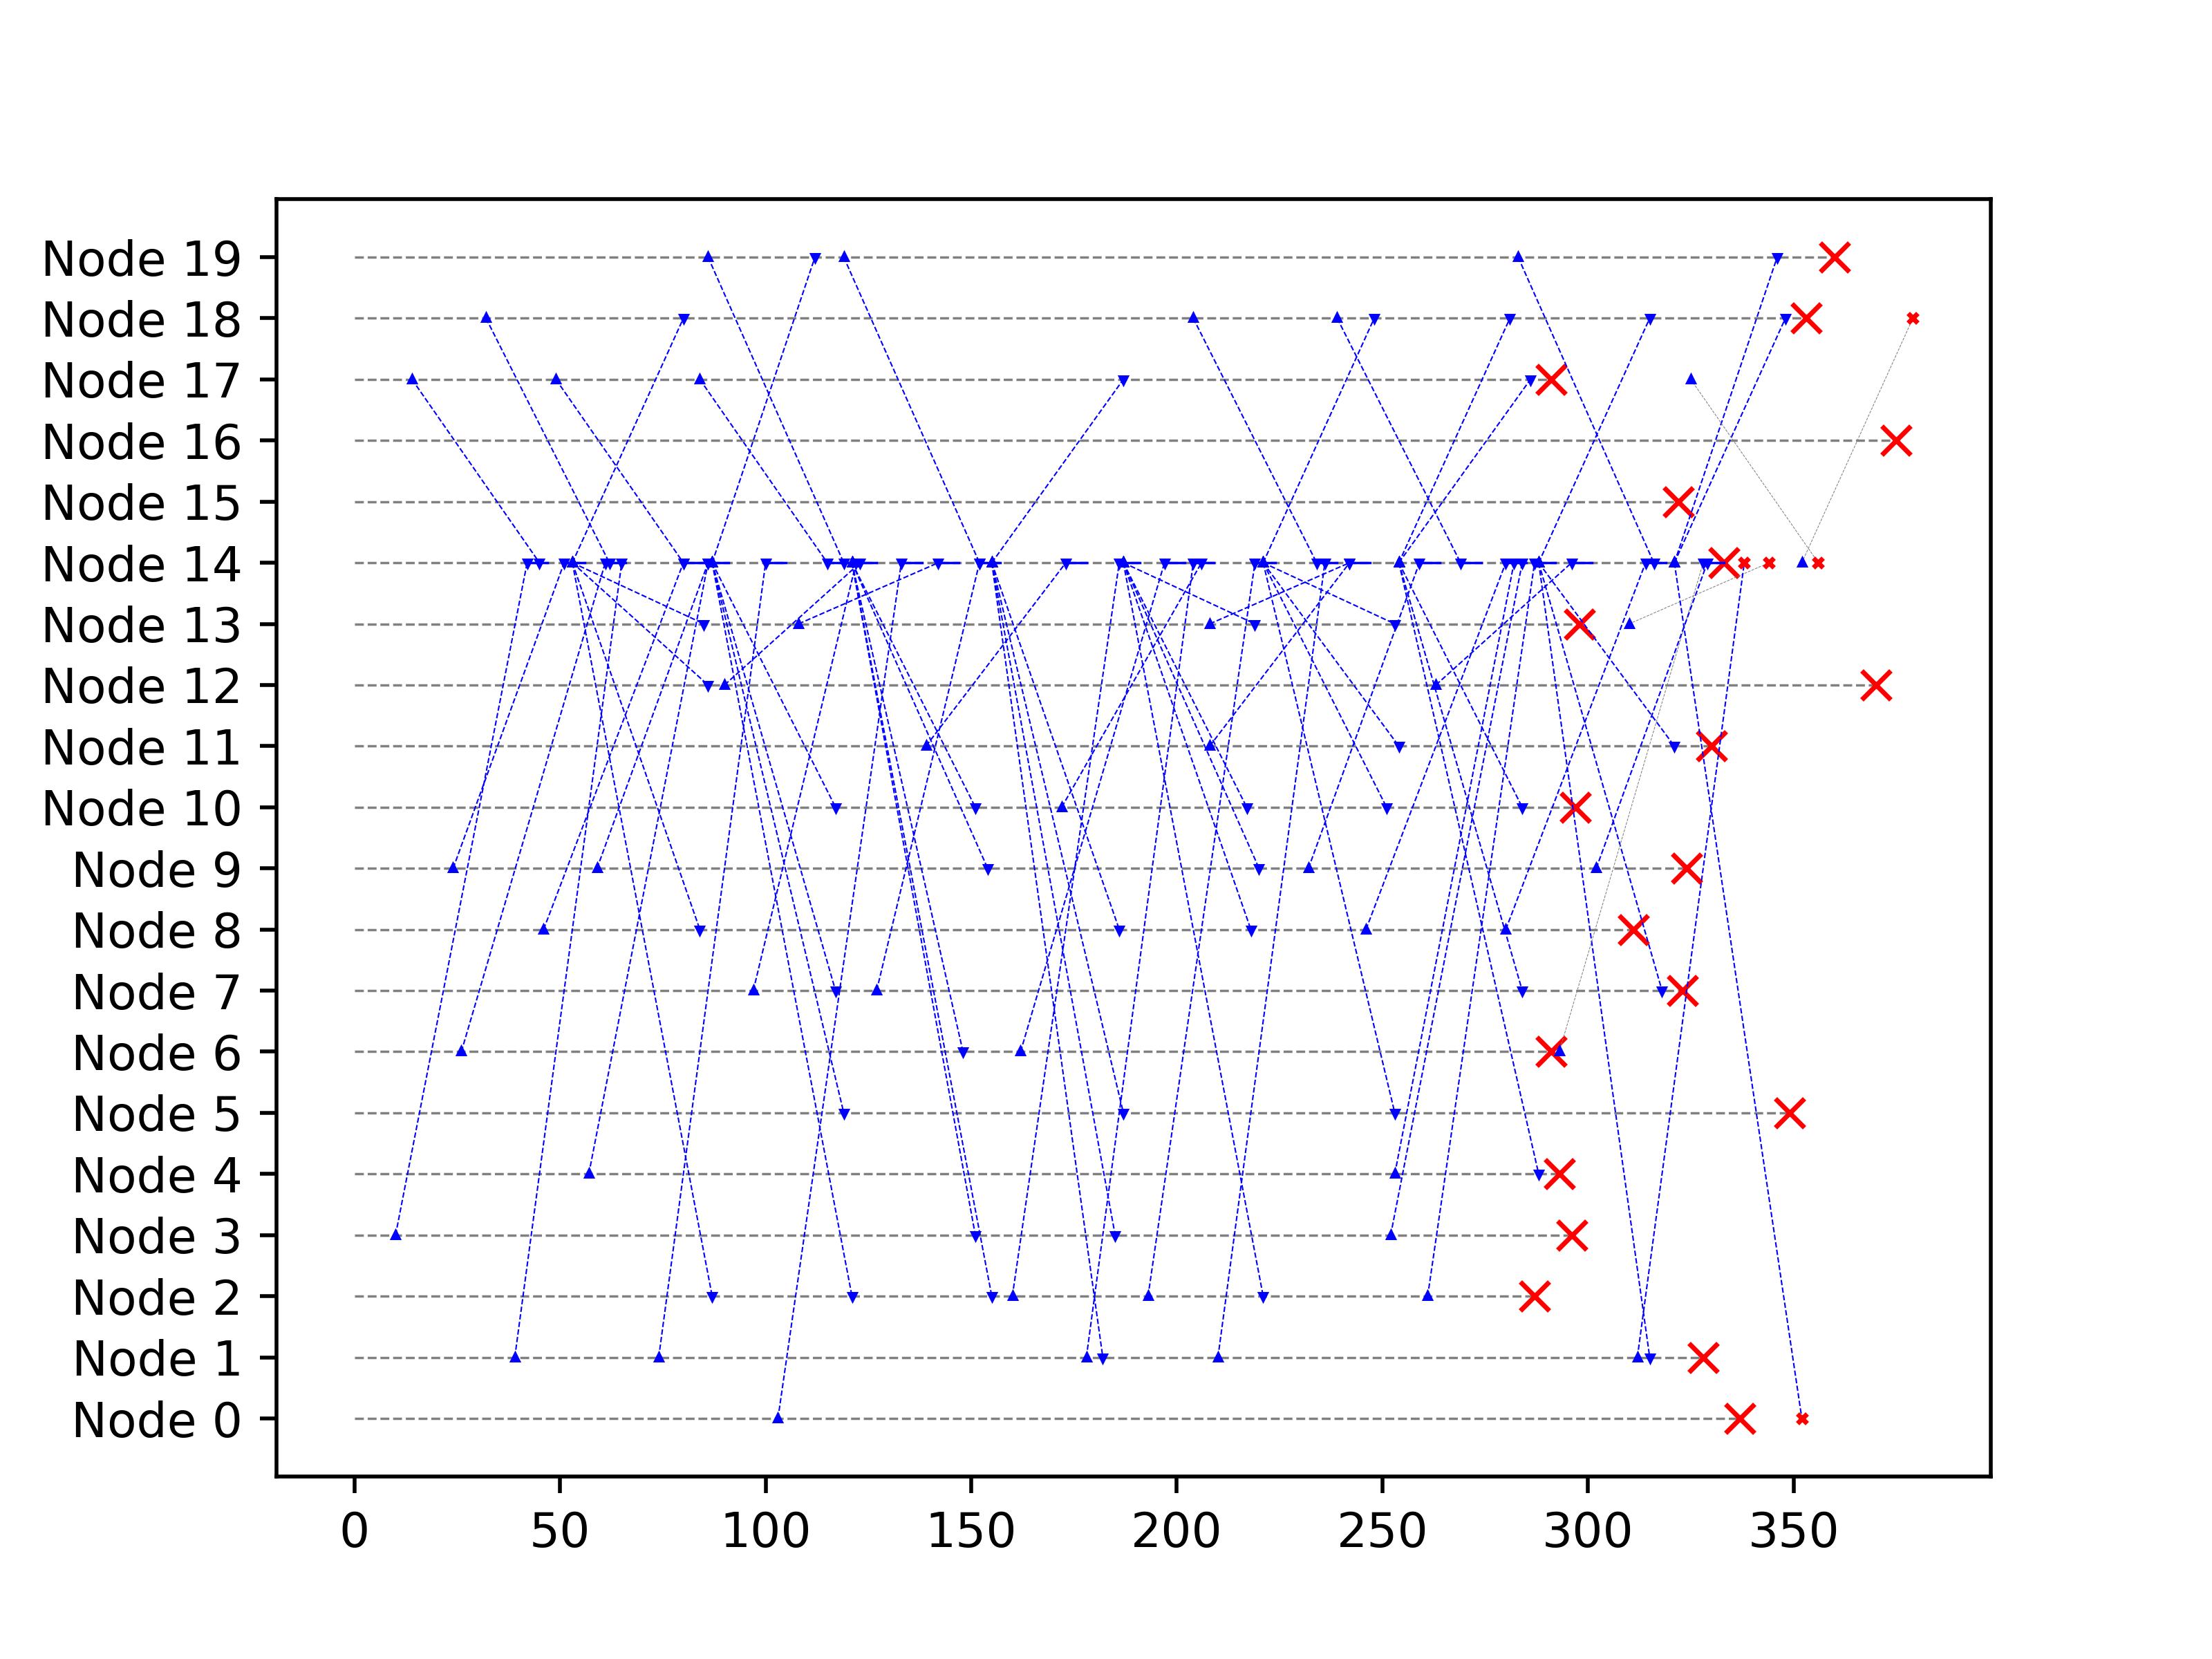 Node 19
Node 18
Node 17
Node 16
Node 15
Node 14
Node 13
Node 12
Node 11
Node 10
Node 9
Node 8
Node 7
Node 6
Node 5
Node 4
Node 3
Node 2
Node 1
Node 0
0 50 100 150 200 250 300 350